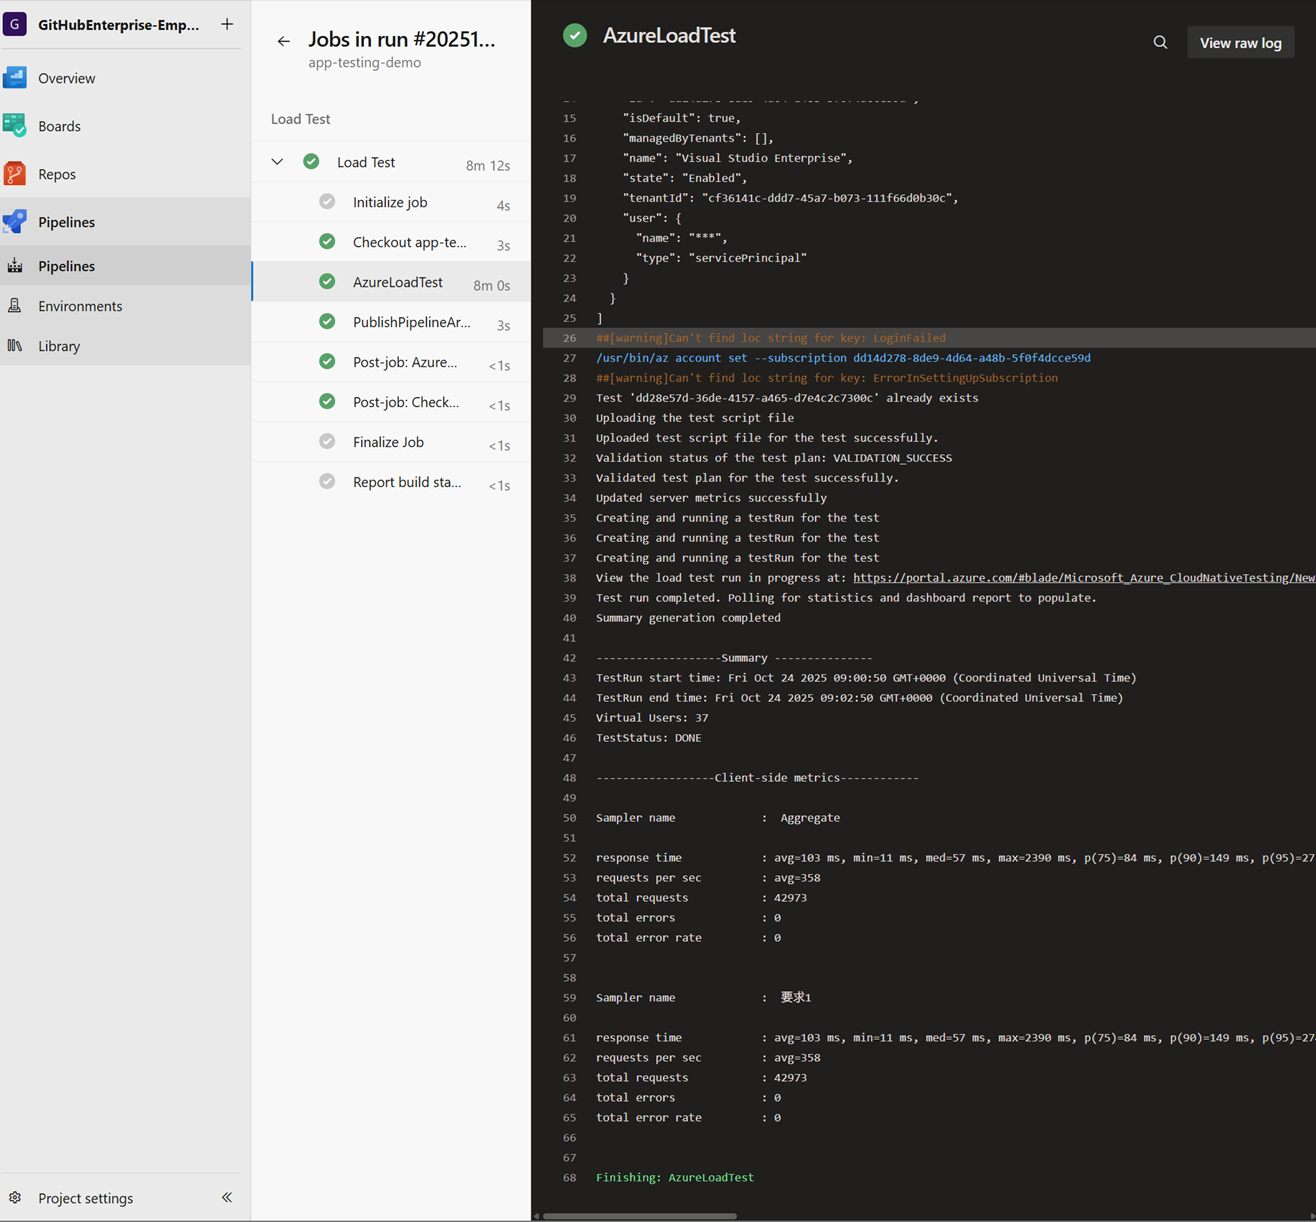 G GitHubEnterprise-Emp... +
Overview
Boards
Repos
Pipelines
Pipelines
Environments
Library
Project settings
Jobs in run #20251...
app-testing-demo
Load Test
Load Test 8m 12s
Initialize job 4s
Checkout app-te... 3s
AzureLoadTest 8m 0s
PublishPipelineAr... 3s
Post-job: Azure... <1s
Post-job: Check... <1s
Finalize Job <1s
Report build sta... <1s
AzureLoadTest
View raw log
15 "isDefault": true,
16 "managedByTenants": [],
17 "name": "Visual Studio Enterprise",
18 "state": "Enabled",
19 "tenantId": "cf36141c-ddd7-45a7-b073-111f66d0b30c",
20 "user": {
21 "name": "***",
22 "type": "servicePrincipal"
23 }
24 }
25 ]
26 ##[warning]Can't find loc string for key: LoginFailed
27 /usr/bin/az account set --subscription dd14d278-8de9-4d64-a48b-5f0f4dcce59d
28 ##[warning]Can't find loc string for key: ErrorInSettingUpSubscription
29 Test 'dd28e57d-36de-4157-a465-d7e4c2c7300c' already exists
30 Uploading the test script file
31 Uploaded test script file for the test successfully.
32 Validation status of the test plan: VALIDATION_SUCCESS
33 Validated test plan for the test successfully.
34 Updated server metrics successfully
35 Creating and running a testRun for the test
36 Creating and running a testRun for the test
37 Creating and running a testRun for the test
38 View the load test run in progress at: https://portal.azure.com/#blade/Microsoft_Azure_CloudNativeTesting/New
39 Test run completed. Polling for statistics and dashboard report to populate.
40 Summary generation completed
41
42 -------------------Summary ---------------
43 TestRun start time: Fri Oct 24 2025 09:00:50 GMT+0000 (Coordinated Universal Time)
44 TestRun end time: Fri Oct 24 2025 09:02:50 GMT+0000 (Coordinated Universal Time)
45 Virtual Users: 37
46 TestStatus: DONE
47
48 ------------------Client-side metrics------------
49
50 Sampler name : Aggregate
51
52 response time : avg=103 ms, min=11 ms, med=57 ms, max=2390 ms, p(75)=84 ms, p(90)=149 ms, p(95)=27
53 requests per sec : avg=358
54 total requests : 42973
55 total errors : 0
56 total error rate : 0
57
58
59 Sampler name : 要求1
60
61 response time : avg=103 ms, min=11 ms, med=57 ms, max=2390 ms, p(75)=84 ms, p(90)=149 ms, p(95)=27
62 requests per sec : avg=358
63 total requests : 42973
64 total errors : 0
65 total error rate : 0
66
67
68 Finishing: AzureLoadTest